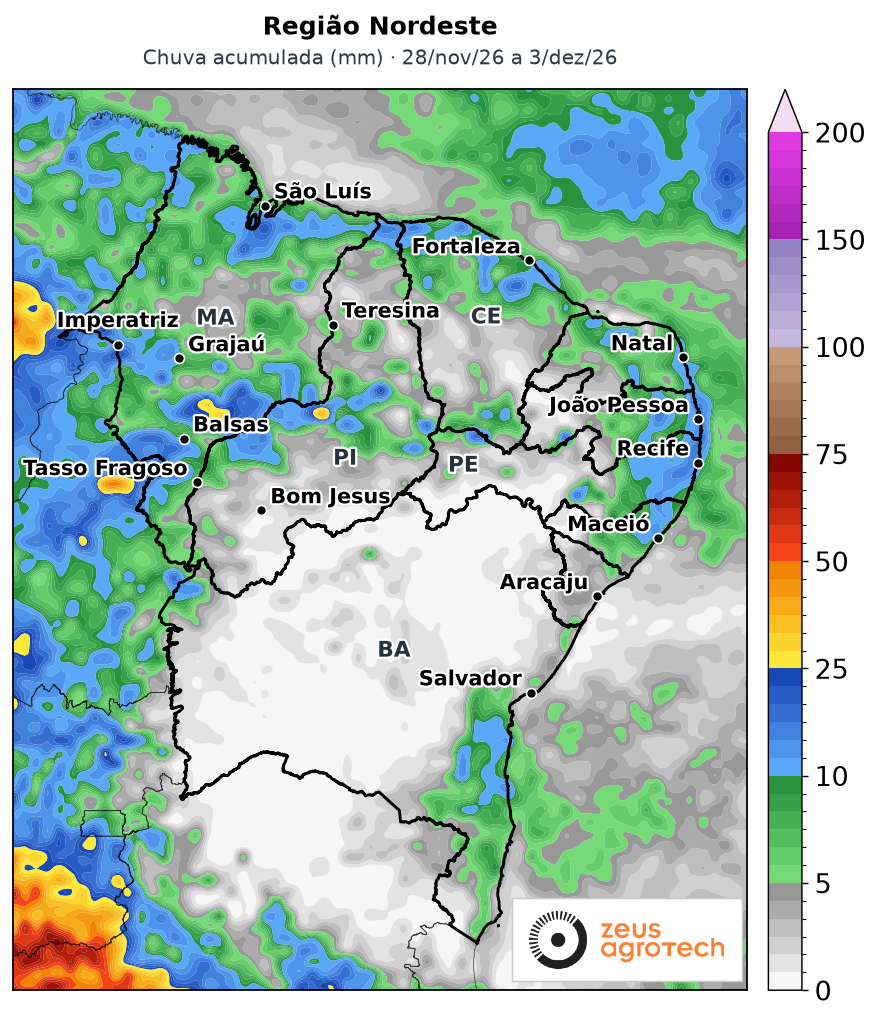 Região Nordeste
Chuva acumulada (mm) · 28/nov/26 a 3/dez/26
200
150
100
75
50
25
10
5
0
São Luís
Fortaleza
Imperatriz
MA
Teresina
CE
Grajaú
Natal
João Pessoa
Balsas
Recife
PI
PE
Tasso Fragoso
Bom Jesus
Maceió
Aracaju
BA
Salvador
zeus
agrotech